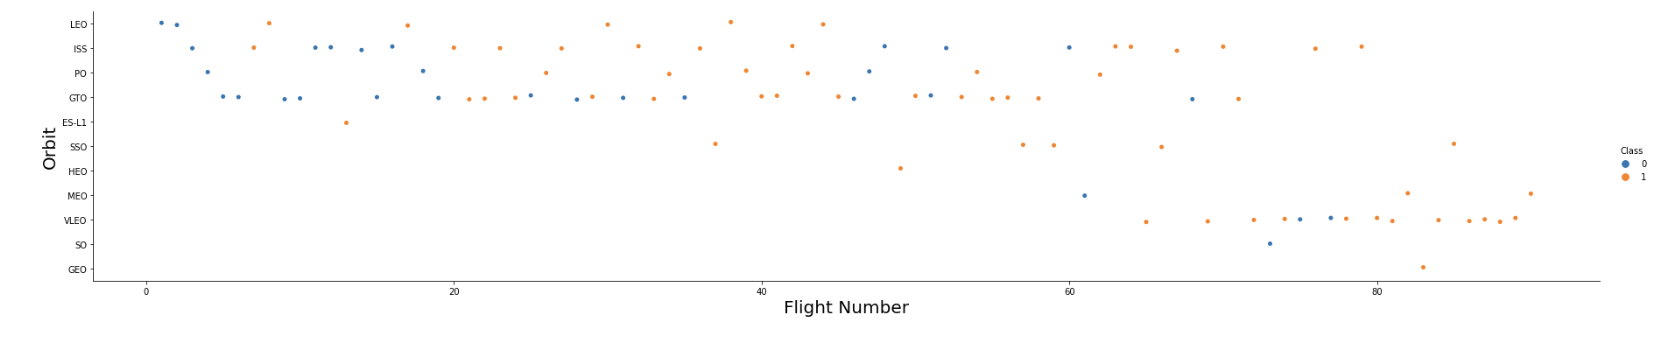 LEO
ISS
PO
GTO
ES-L1
SSO
HEO
MEO
VLEO
SO
GEO
Orbit
0
20
40
60
80
Flight Number
Class
0
1